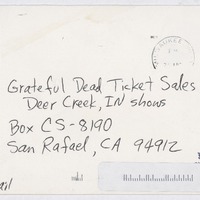 Grateful Dead Ticket Sales
Deer Creek, IN shows
Box CS-8190
San Rafael, CA 94912